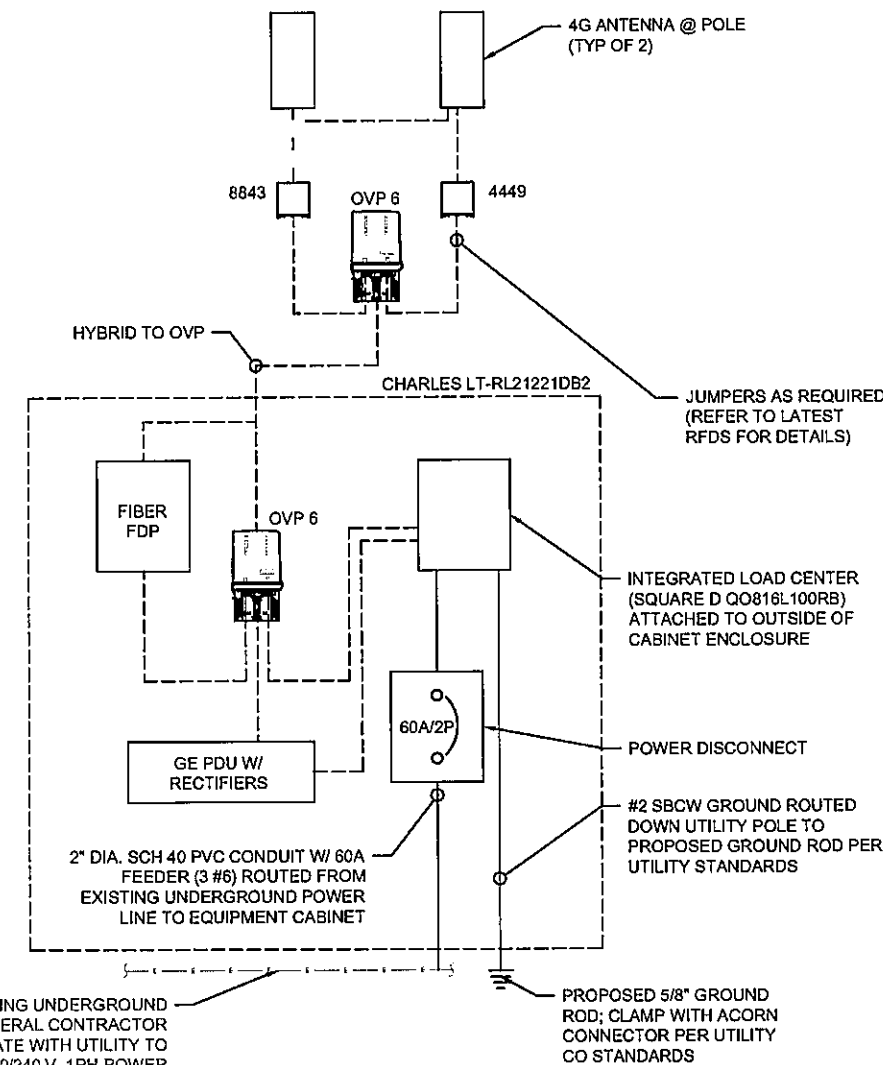 4G ANTENNA @ POLE
(TYP OF 2)
8843
OVP 6
4449
HYBRID TO OVP
CHARLES LT-RL21221DB2
JUMPERS AS REQUIRED
(REFER TO LATEST
RFDS FOR DETAILS)
FIBER
FDP
OVP 6
INTEGRATED LOAD CENTER
(SQUARE D QO816L100RB)
ATTACHED TO OUTSIDE OF
CABINET ENCLOSURE
60A/2P
POWER DISCONNECT
GE PDU W/
RECTIFIERS
#2 SBCW GROUND ROUTED
DOWN UTILITY POLE TO
PROPOSED GROUND ROD PER
UTILITY STANDARDS
2" DIA. SCH 40 PVC CONDUIT W/ 60A
FEEDER (3 #6) ROUTED FROM
EXISTING UNDERGROUND POWER
LINE TO EQUIPMENT CABINET
E E E E E E E
UNDERGROUND
CONTRACTOR
WITH UTILITY TO
V, 1PH POWER
PROPOSED 5/8" GROUND
ROD; CLAMP WITH ACORN
CONNECTOR PER UTILITY
CO STANDARDS